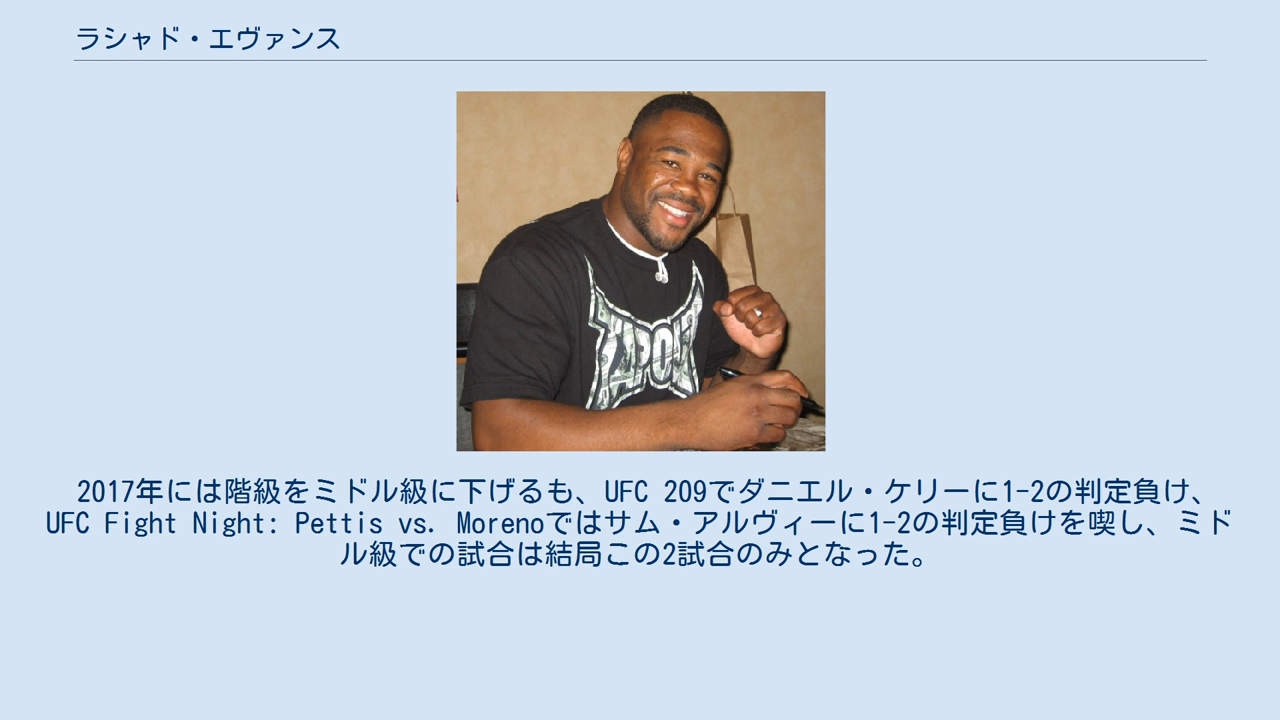 ラシャド・エヴァンス
TAPOUT
2017年には階級をミドル級に下げるも、UFC 209でダニエル・ケリーに1-2の判定負け、
UFC Fight Night: Pettis vs. Morenoではサム・アルヴィーに1-2の判定負けを喫し、ミド
ル級での試合は結局この2試合のみとなった。